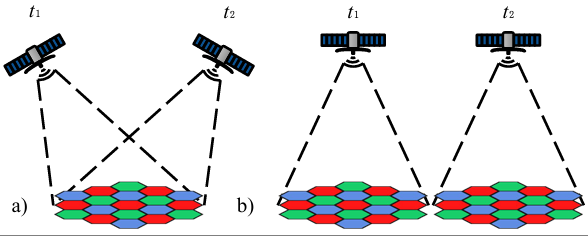 t₁ t₂ t₁ t₂
a) b)